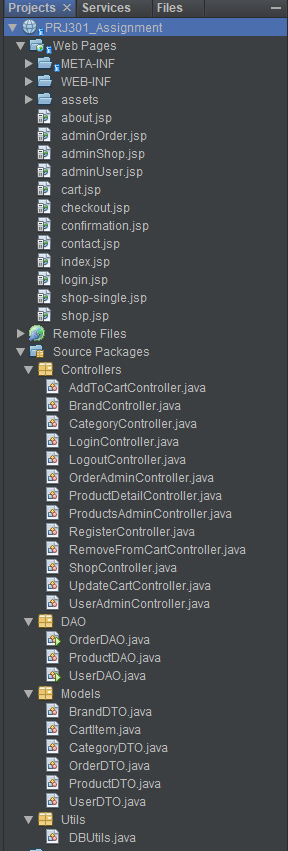 Projects × Services Files
PRJ301_Assignment
Web Pages
META-INF
WEB-INF
assets
about.jsp
adminOrder.jsp
adminShop.jsp
adminUser.jsp
cart.jsp
checkout.jsp
confirmation.jsp
contact.jsp
index.jsp
login.jsp
shop-single.jsp
shop.jsp
Remote Files
Source Packages
Controllers
AddToCartController.java
BrandController.java
CategoryController.java
LoginController.java
LogoutController.java
OrderAdminController.java
ProductDetailController.java
ProductsAdminController.java
RegisterController.java
RemoveFromCartController.java
ShopController.java
UpdateCartController.java
UserAdminController.java
DAO
OrderDAO.java
ProductDAO.java
UserDAO.java
Models
BrandDTO.java
CartItem.java
CategoryDTO.java
OrderDTO.java
ProductDTO.java
UserDTO.java
Utils
DBUtils.java